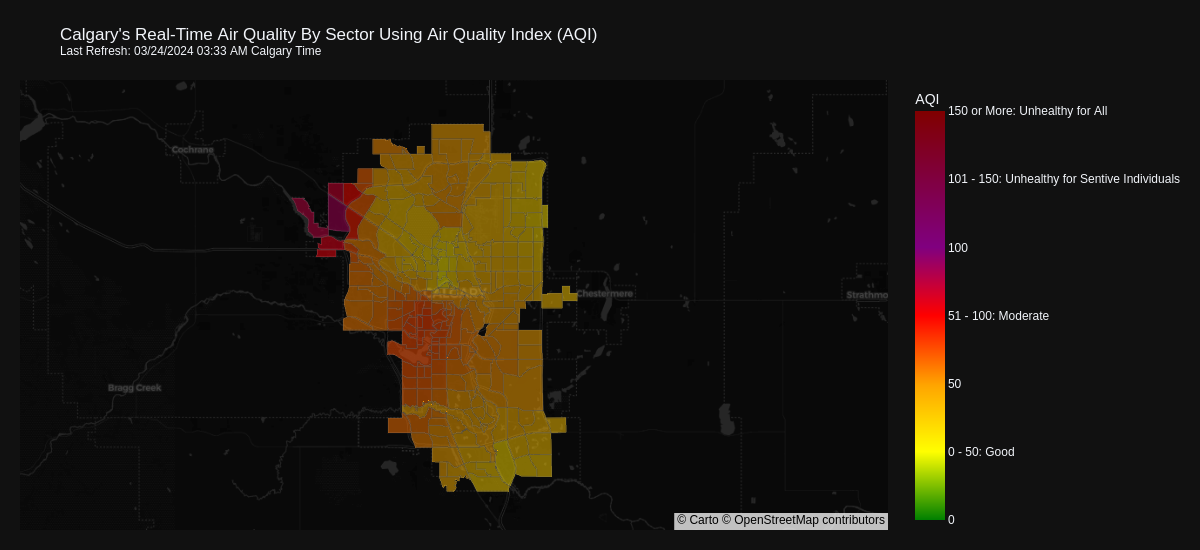 Calgary's Real-Time Air Quality By Sector Using Air Quality Index (AQI)
Last Refresh: 03/24/2024 03:33 AM Calgary Time
AQI
150 or More: Unhealthy for All
Cochrane
101 - 150: Unhealthy for Sentive Individuals
100
CALGARY
Chestermere
Strathmo
51 - 100: Moderate
50
Bragg Creek
0 - 50: Good
0
© Carto © OpenStreetMap contributors